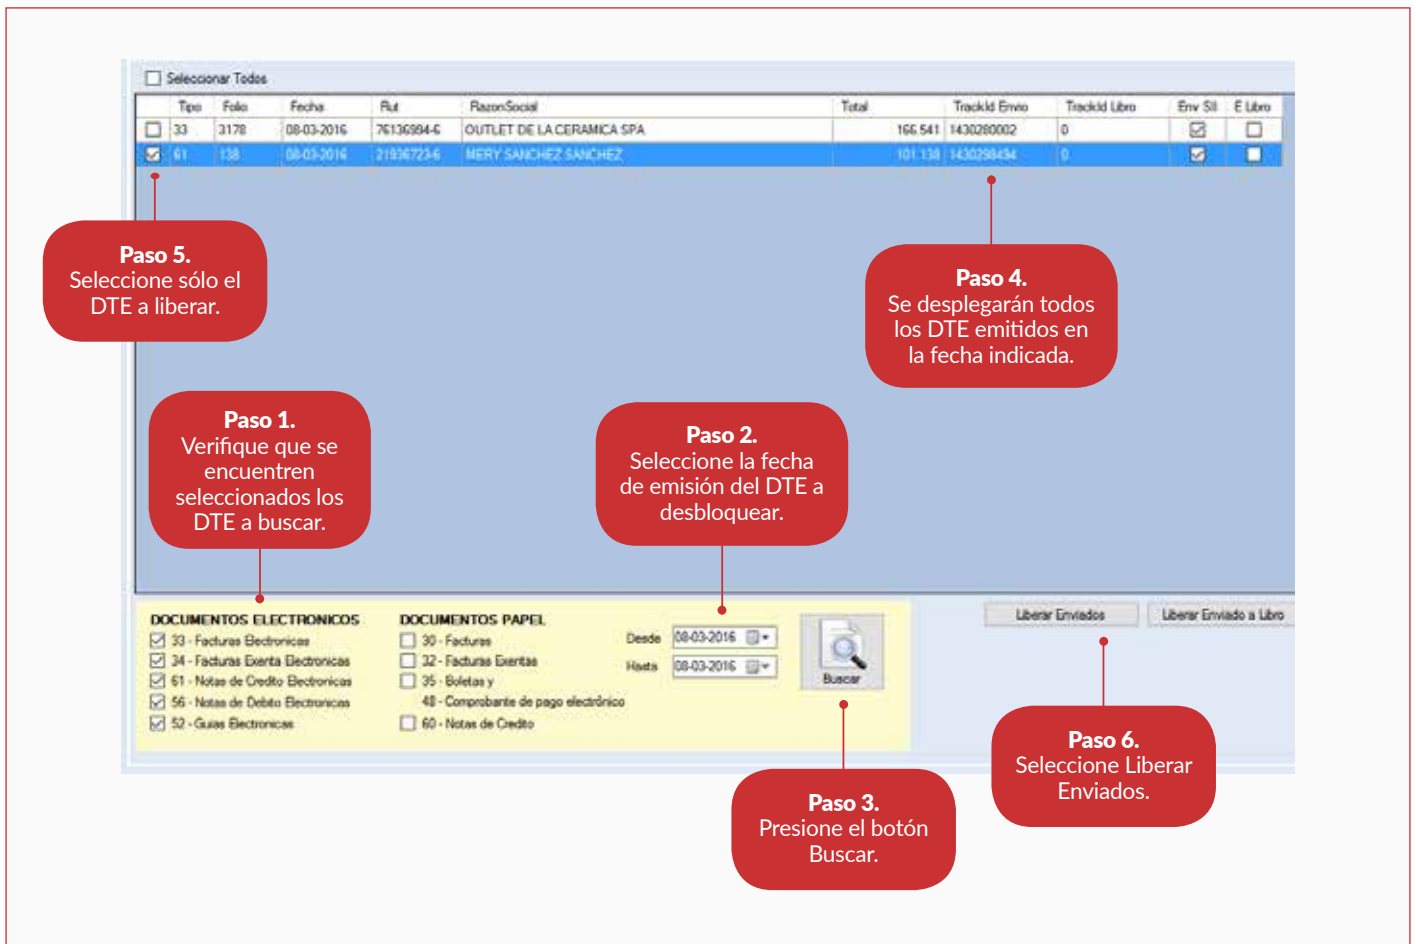 Seleccionar Todos
Tipo Folio Fecha Rut RazonSocial Total TrackId Envio TrackId Libro Env SII E Libro
33 3178 08-03-2016 76136994-6 OUTLET DE LA CERAMICA SPA 166.541 1430280002 0
61 138 08-03-2016 21936723-6 MERY SANCHEZ SANCHEZ 101.138 1430298494 0
Paso 5.
Seleccione sólo el
DTE a liberar.
Paso 4.
Se desplegarán todos
los DTE emitidos en
la fecha indicada.
Paso 1.
Verifique que se
encuentren
seleccionados los
DTE a buscar.
Paso 2.
Seleccione la fecha
de emisión del DTE a
desbloquear.
DOCUMENTOS ELECTRONICOS
33 - Facturas Electronicas
34 - Facturas Exenta Electronicas
61 - Notas de Credito Electronicas
56 - Notas de Debito Electronicas
52 - Guias Electronicas
DOCUMENTOS PAPEL
30 - Facturas
32 - Facturas Exentas
35 - Boletas y
48 - Comprobante de pago electrónico
60 - Notas de Credito
Desde 08-03-2016
Hasta 08-03-2016
Buscar
Liberar Enviados
Liberar Enviado a Libro
Paso 6.
Seleccione Liberar
Enviados.
Paso 3.
Presione el botón
Buscar.